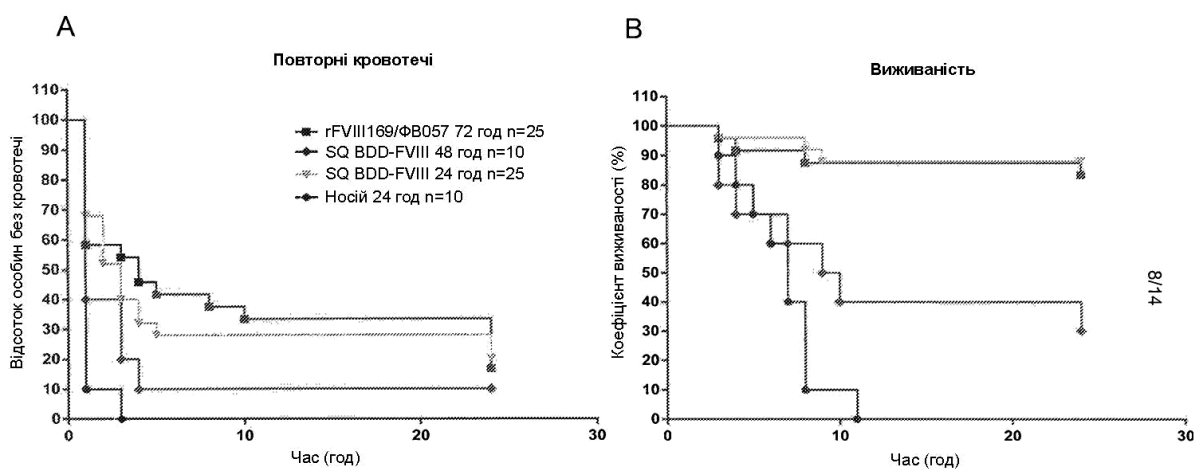 A
Повторні кровотечі
110
100
90
80
70
60
50
40
30
20
10
0
Відсоток особин без кровотечі
rFVIII169/ФВ057 72 год n=25
SQ BDD-FVIII 48 год n=10
SQ BDD-FVIII 24 год n=25
Носій 24 год n=10
0 10 20 30
Час (год)
B
Виживаність
110
100
90
80
70
60
50
40
30
20
10
0
Коефіцієнт виживаності (%)
0 10 20 30
Час (год)
8/14